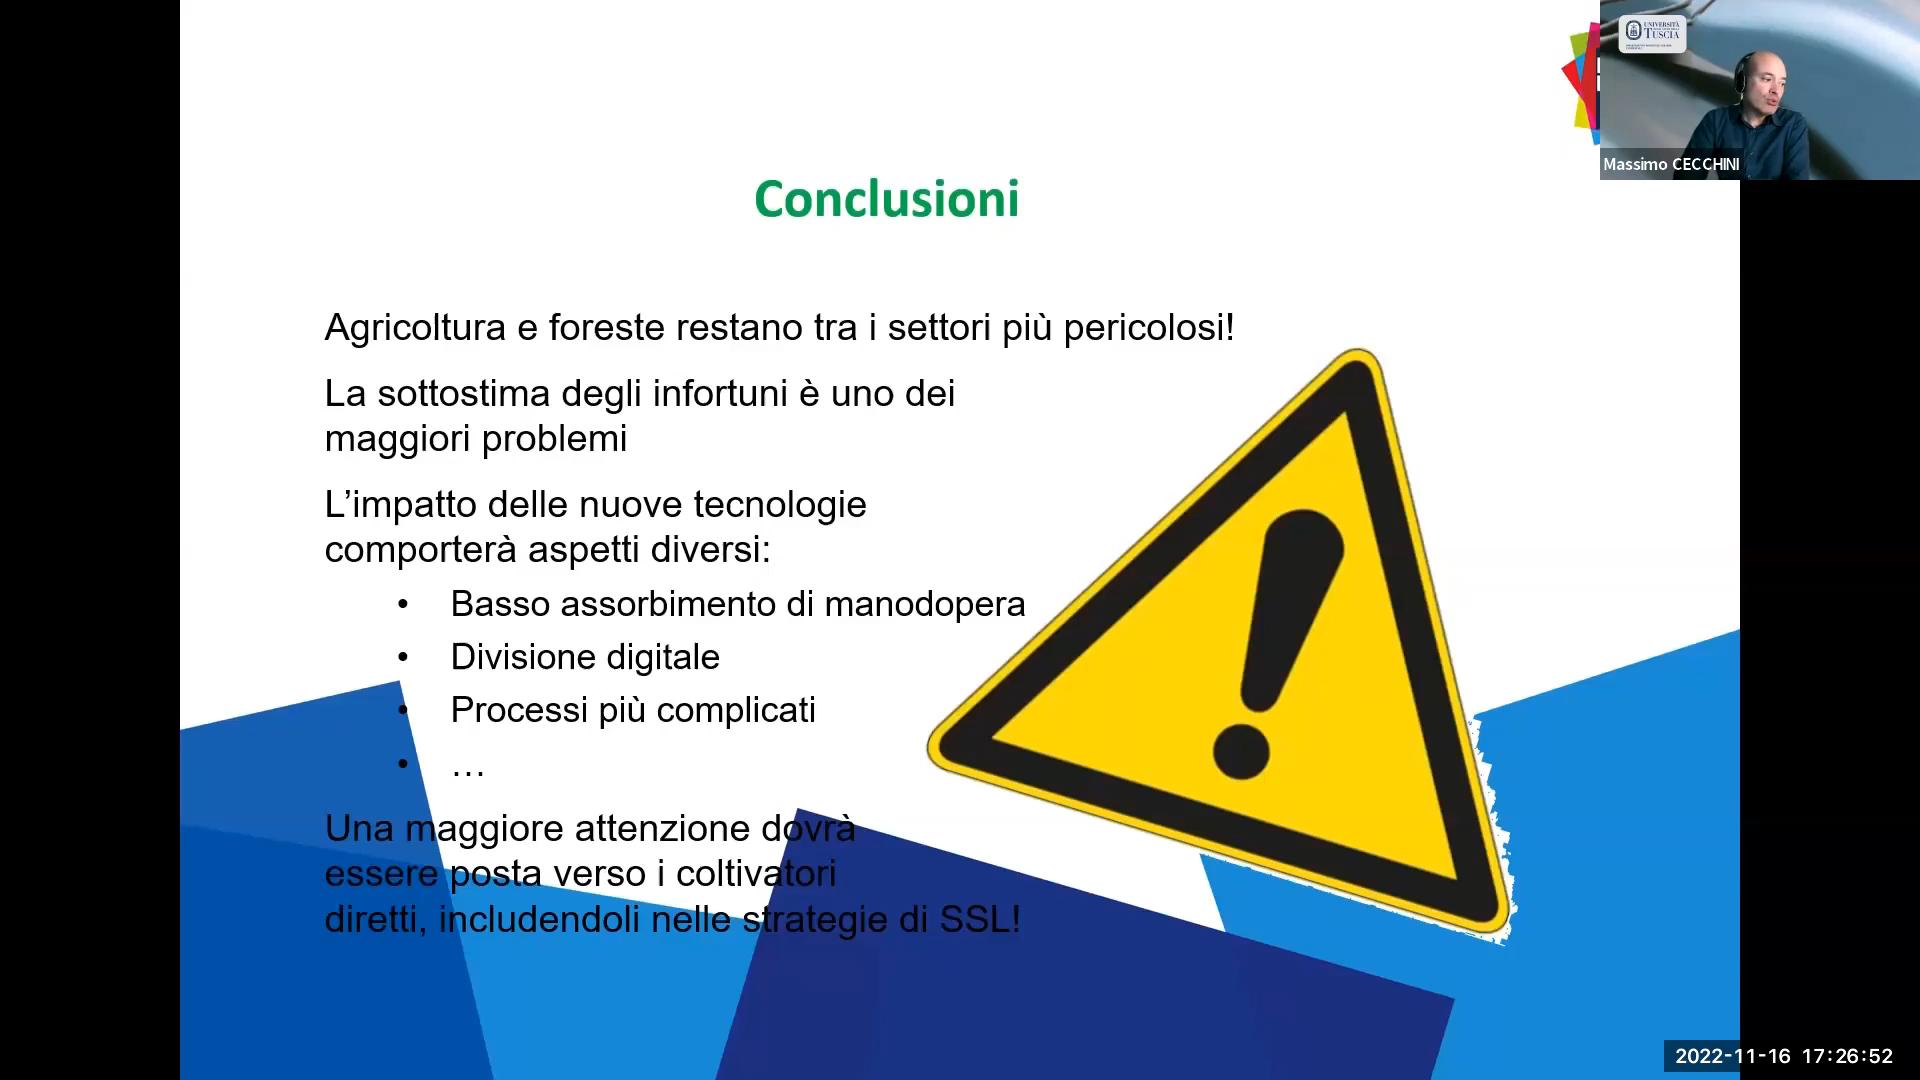 UNIVERSITÀ
TUSCIA
Massimo CECCHINI
Conclusioni
Agricoltura e foreste restano tra i settori più pericolosi!
La sottostima degli infortuni è uno dei
maggiori problemi
L’impatto delle nuove tecnologie
comporterà aspetti diversi:
• Basso assorbimento di manodopera
• Divisione digitale
• Processi più complicati
• …
Una maggiore attenzione dovrà
essere posta verso i coltivatori
diretti, includendoli nelle strategie di SSL!
2022-11-16 17:26:52